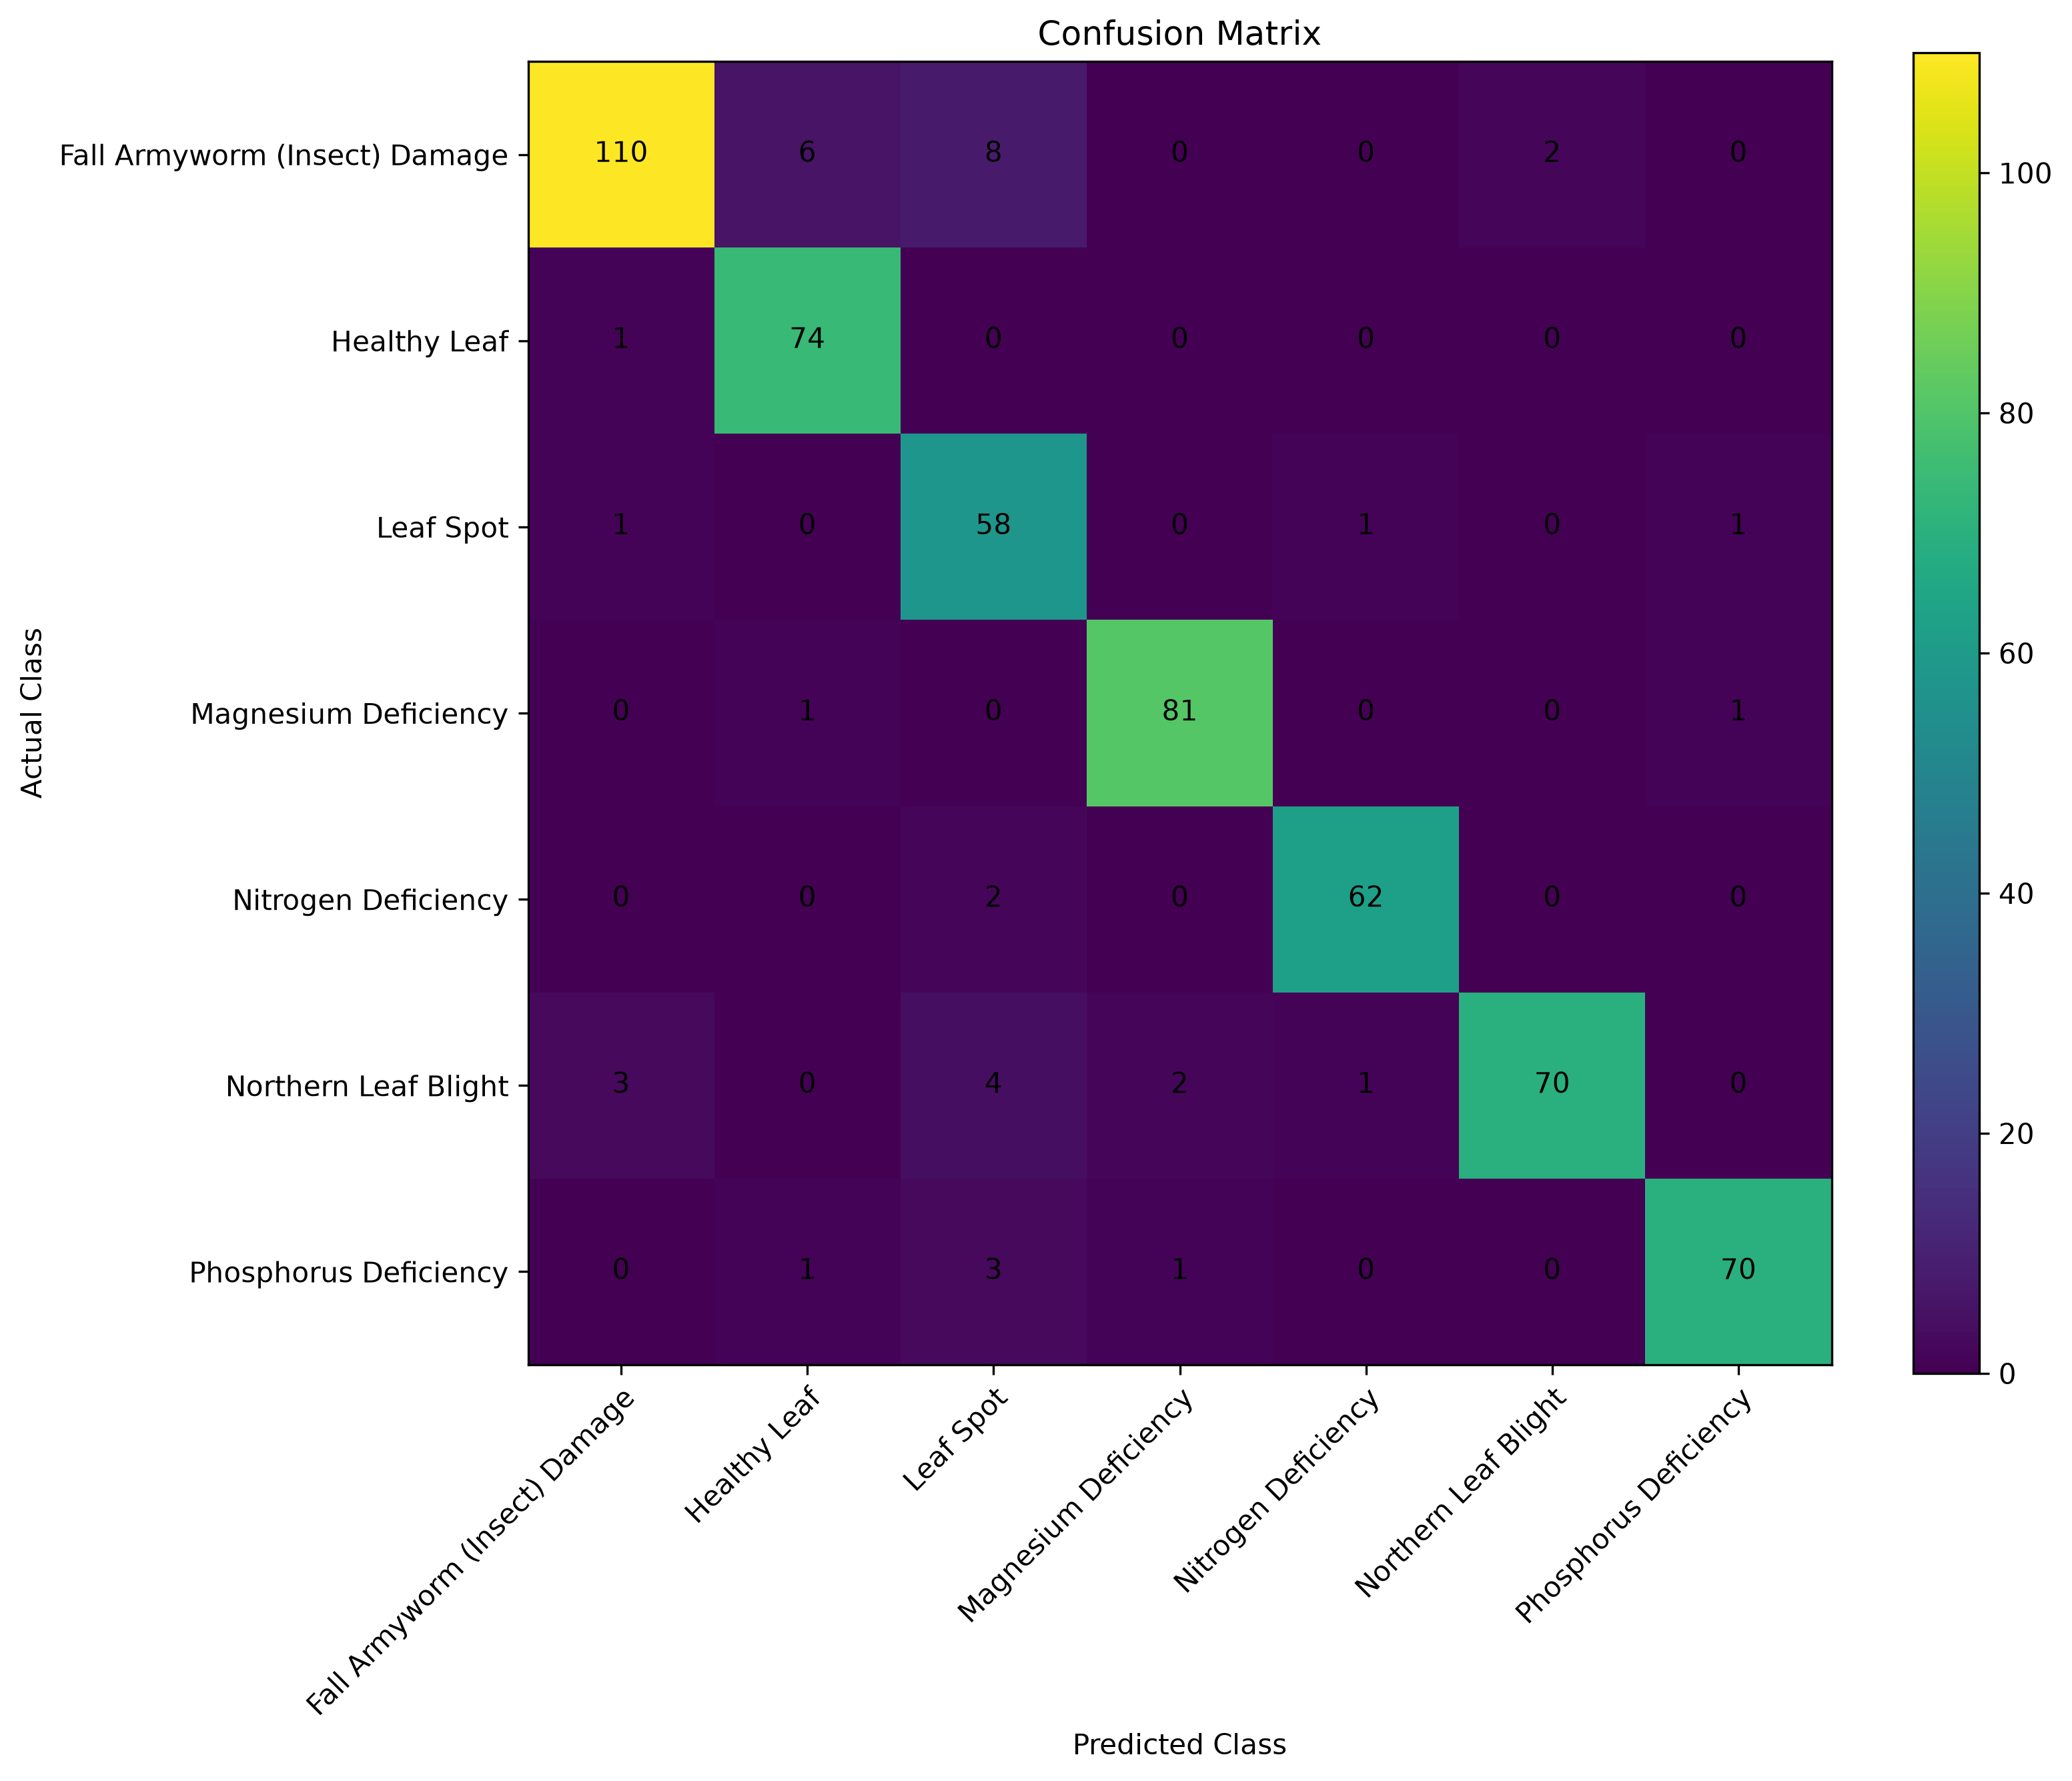 Confusion Matrix
Fall Armyworm (Insect) Damage 110 6 8 0 0 2 0
Healthy Leaf 1 74 0 0 0 0 0
Leaf Spot 1 0 58 0 1 0 1
Magnesium Deficiency 0 1 0 81 0 0 1
Nitrogen Deficiency 0 0 2 0 62 0 0
Northern Leaf Blight 3 0 4 2 1 70 0
Phosphorus Deficiency 0 1 3 1 0 0 70
Actual Class
Fall Armyworm (Insect) Damage
Healthy Leaf
Leaf Spot
Magnesium Deficiency
Nitrogen Deficiency
Northern Leaf Blight
Phosphorus Deficiency
Predicted Class
100
80
60
40
20
0